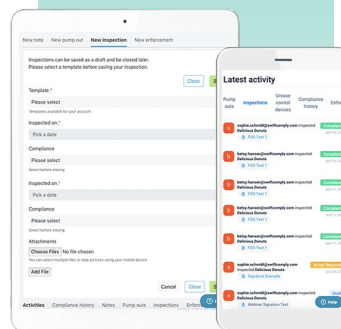 New note New pump out New inspection New enforcement
Inspections can be saved as a draft and be closed later.
Please select a template before saving your inspection.
Close S
Template *
Please select
Templates available for your account
Inspected on:*
Pick a date
Compliance
Please select
Select before closing
Inspected on:*
Pick a date
Compliance
Please select
Select before closing
Attachments
Choose Files No file chosen
You can select multiple files or take pictures using your mobile device
Add File
Cancel Close S
Activities Compliance history Notes Pump outs Inspections Enforc
Latest activity
Pump outs
Inspections
Grease control devices
Compliance history
Enfo
s sophie.schmidt@swiftcomply.com inspected
Delicious Donuts
FOG Test 1
Complian
b betsy.hansen@swiftcomply.com inspected
Delicious Donuts
FOG Test 1
Complian
b betsy.hansen@swiftcomply.com inspected
Delicious Donuts
FOG Test 1
Complian
b betsy.hansen@swiftcomply.com inspected
Delicious Donuts
FOG Test 1
Complian
b betsy.hansen@swiftcomply.com inspected
Delicious Donuts
FOG Test 1
Complian
s sophie.schmidt@swiftcomply.com
inspected Delicious Donuts
Signature Example
Action Required
s sophie.schmidt@swiftcomply.com
inspected Delicious Donuts
Webinar Signature Test
Draft
Help